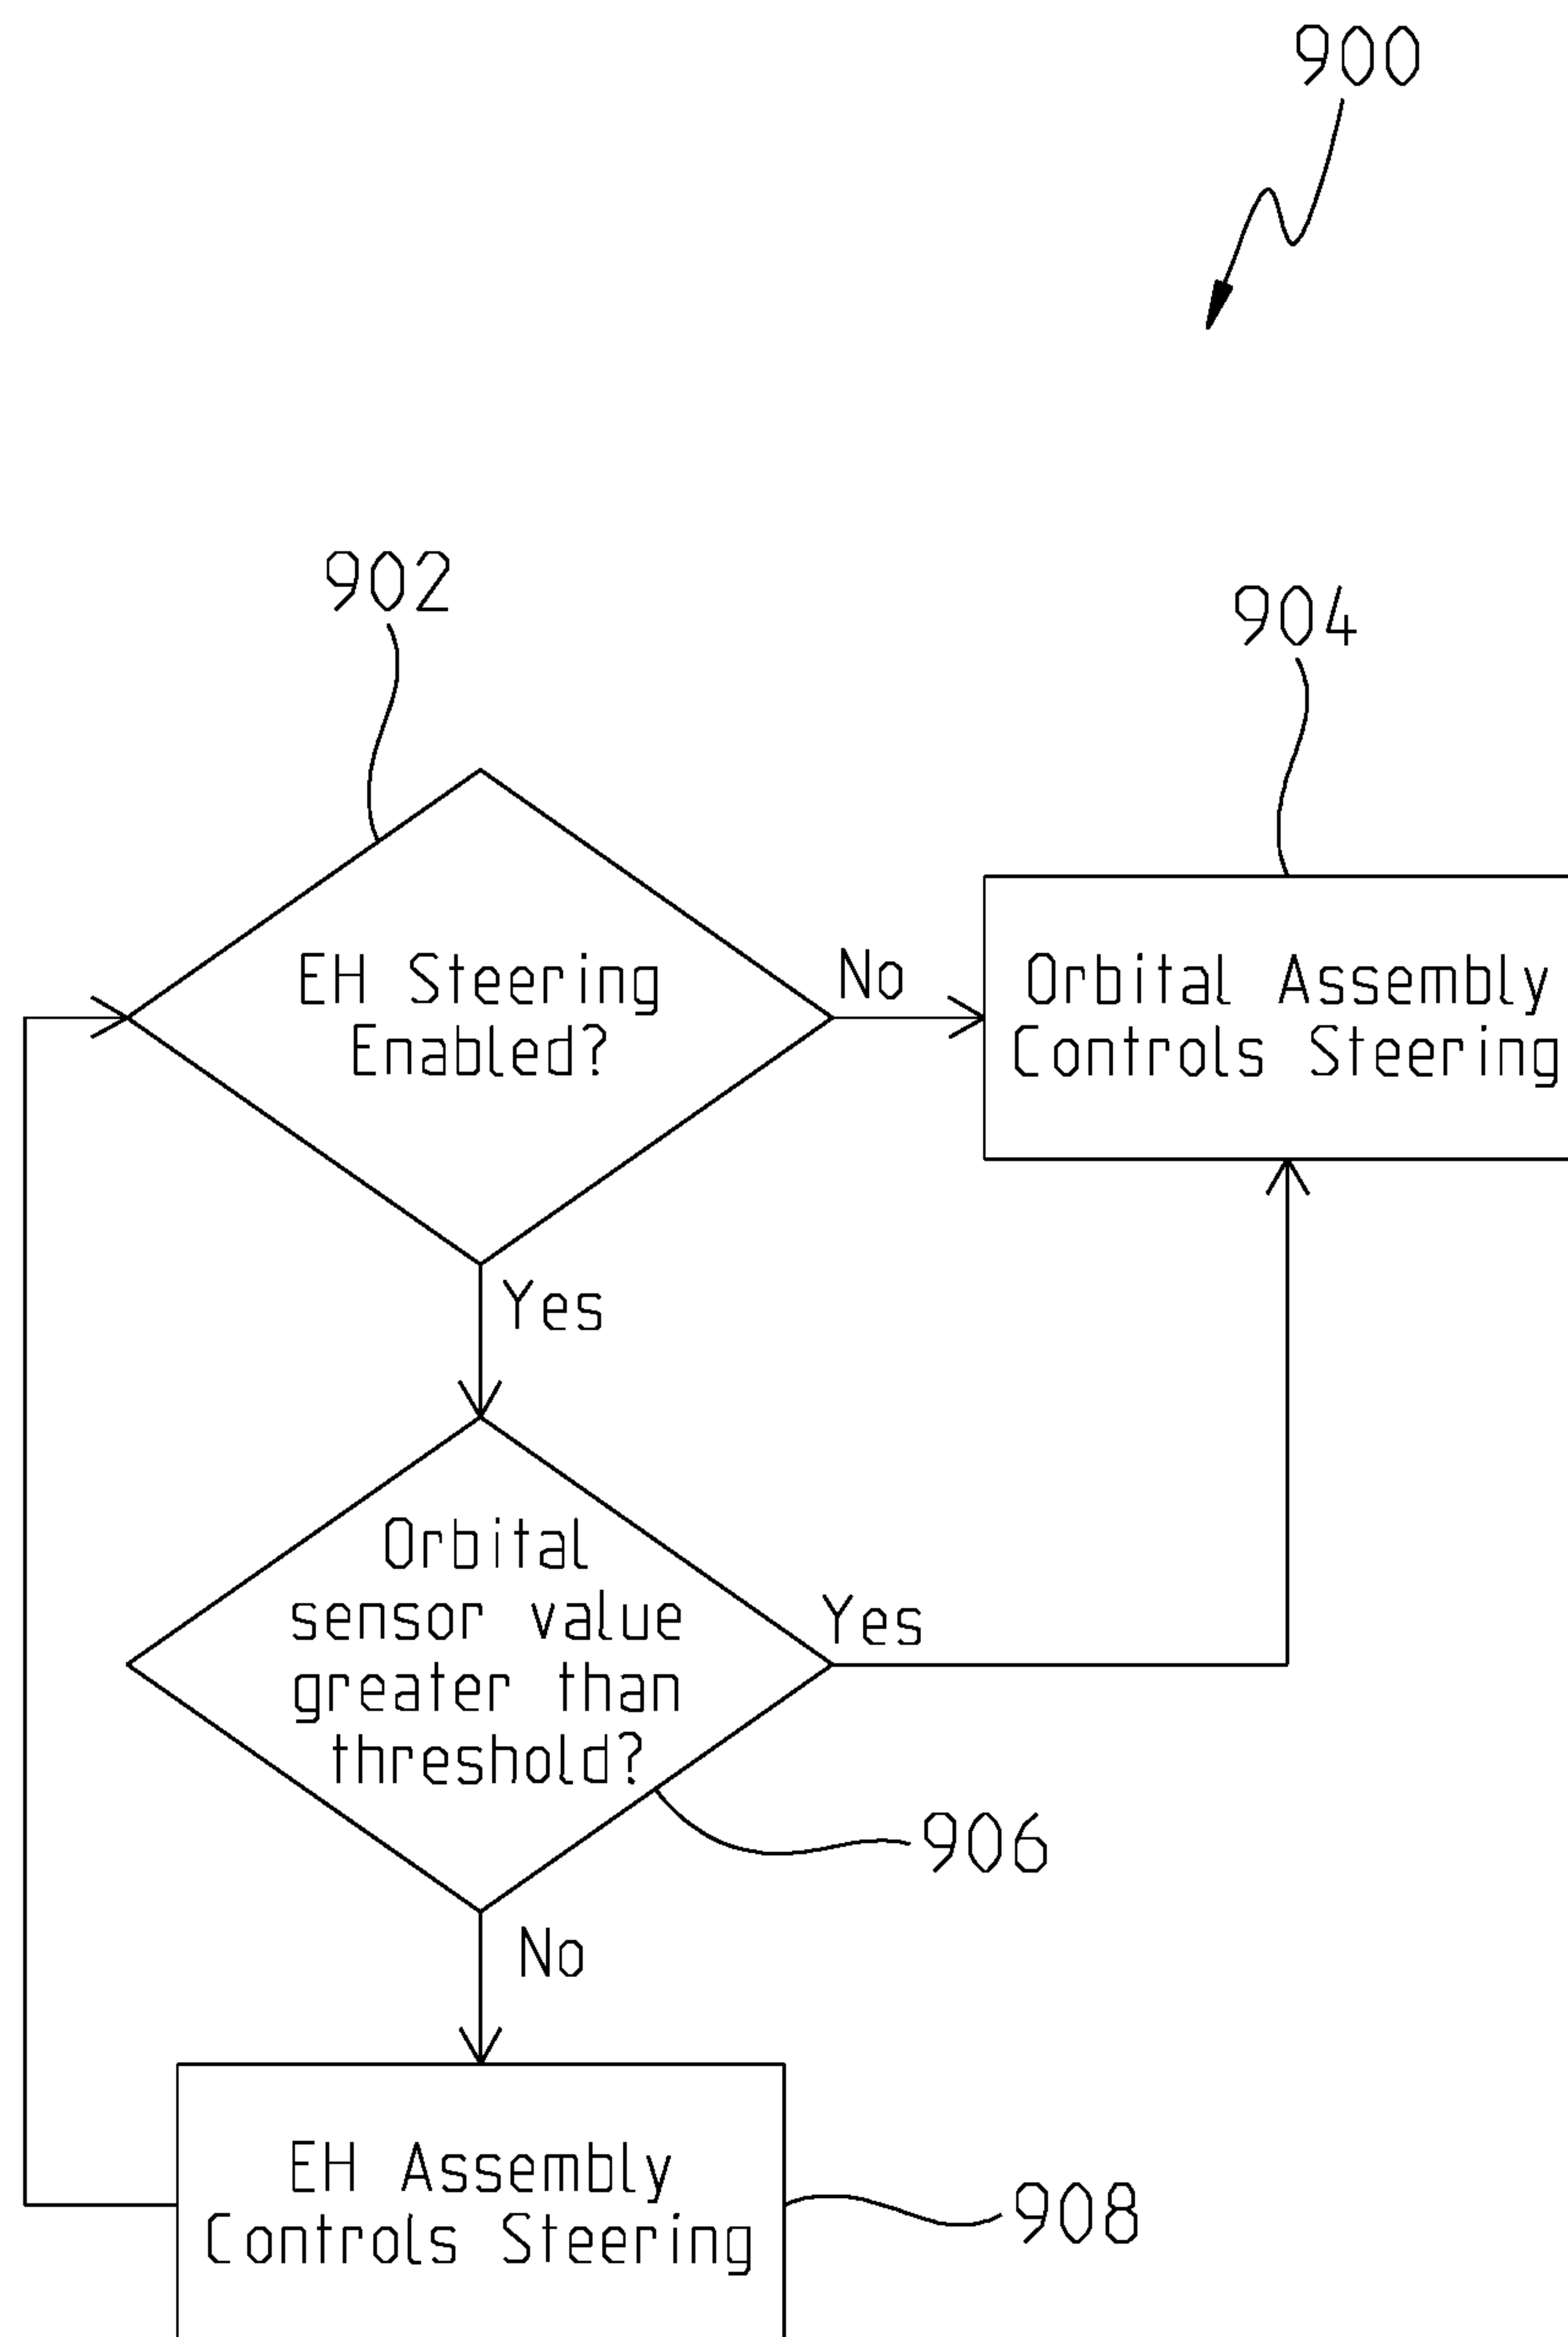 900
902
904
EH Steering
Enabled?
No
Orbital Assembly
Controls Steering
Yes
Orbital
sensor value
greater than
threshold?
Yes
906
No
EH Assembly
Controls Steering
908